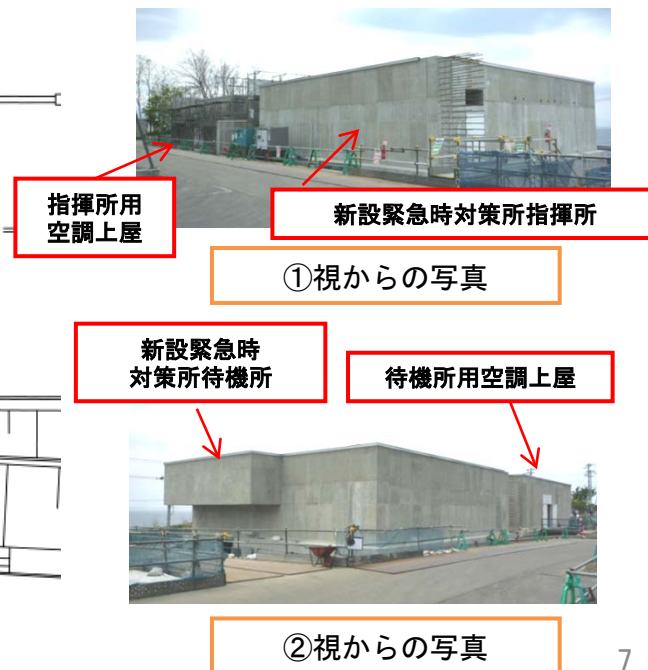 指揮所用
空調上屋
新設緊急時対策所指揮所
①視からの写真
新設緊急時
対策所待機所
待機所用空調上屋
②視からの写真
7